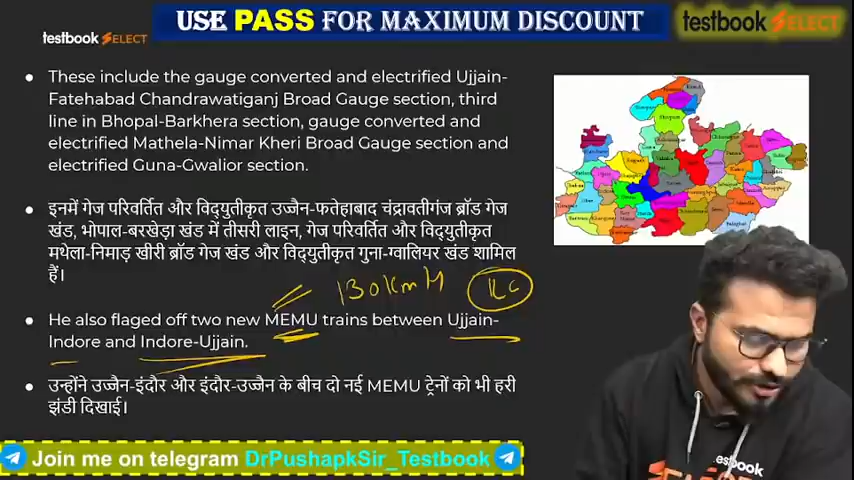 USE PASS FOR MAXIMUM DISCOUNT
testbook SELECT
testbook SELECT
These include the gauge converted and electrified Ujjain-
Fatehabad Chandrawatiganj Broad Gauge section, third
line in Bhopal-Barkhera section, gauge converted and
electrified Mathela-Nimar Kheri Broad Gauge section and
electrified Guna-Gwalior section.
इनमें गेज परिवर्तित और विद्युतीकृत उज्जैन-फतेहाबाद चंद्रावतीगंज ब्रॉड गेज
खंड, भोपाल-बरखेड़ा खंड में तीसरी लाइन, गेज परिवर्तित और विद्युतीकृत
मथेला-निमाड़ खीरी ब्रॉड गेज खंड और विद्युतीकृत गुना-ग्वालियर खंड शामिल
हैं।
130 KmH
He also flaged off two new MEMU trains between Ujjain-
Indore and Indore-Ujjain.
उन्होंने उज्जैन-इंदौर और इंदौर-उज्जैन के बीच दो नई MEMU ट्रेनों को भी हरी
झंडी दिखाई।
Join me on telegram DrPushapkSir_Testbook
testbook